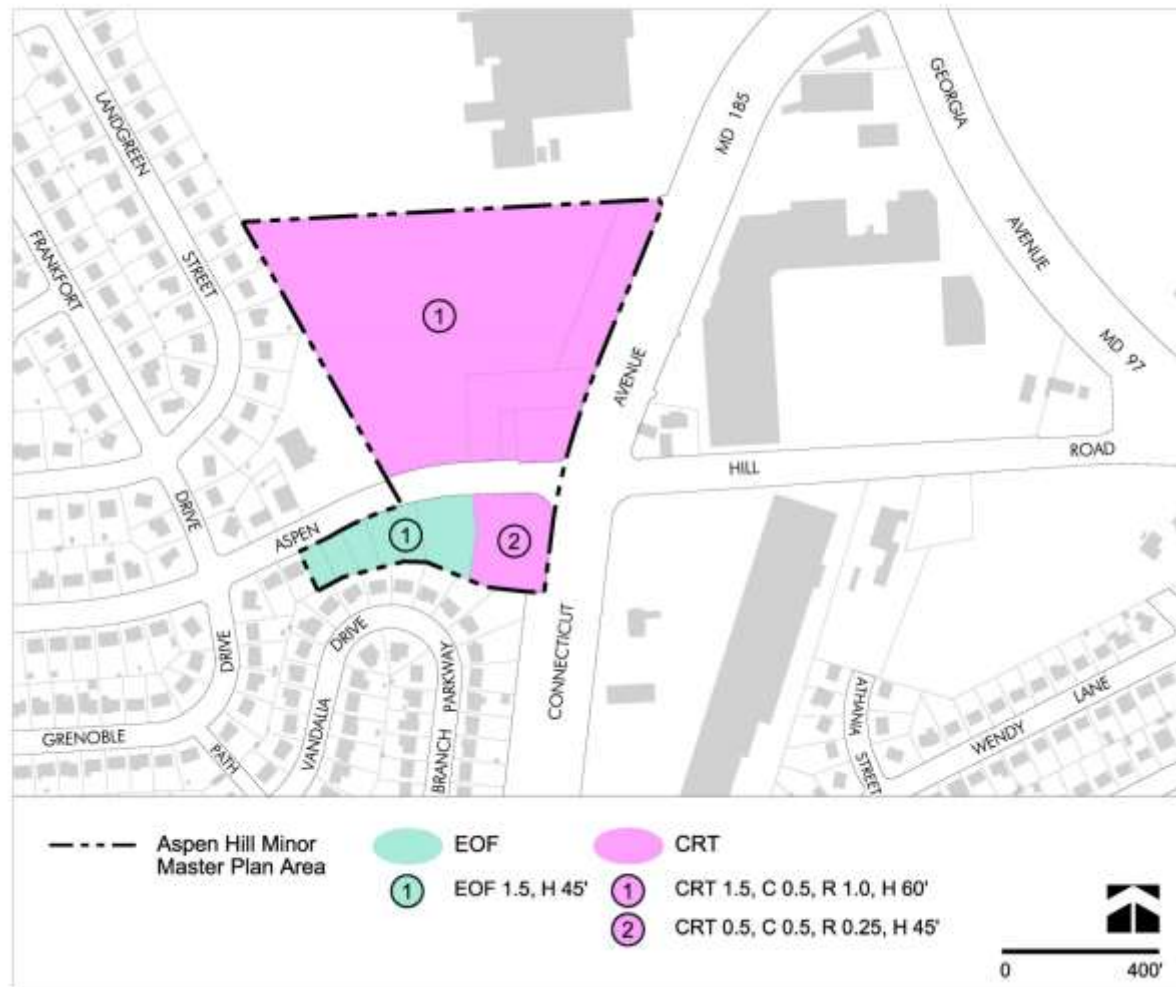 LANDGREEN
STREET
FRANKFORT
DRIVE
MD 185
GEORGIA
AVENUE
MD 97
1
AVENUE
HILL
ROAD
ASPEN
1
2
DRIVE
DRIVE
VANDALIA
BRANCH PARKWAY
CONNECTICUT
GRENOBLE
PATH
ATHANIA
STREET
WENDY LANE
Aspen Hill Minor
Master Plan Area
EOF
1 EOF 1.5, H 45'
CRT
1 CRT 1.5, C 0.5, R 1.0, H 60'
2 CRT 0.5, C 0.5, R 0.25, H 45'
0 400'